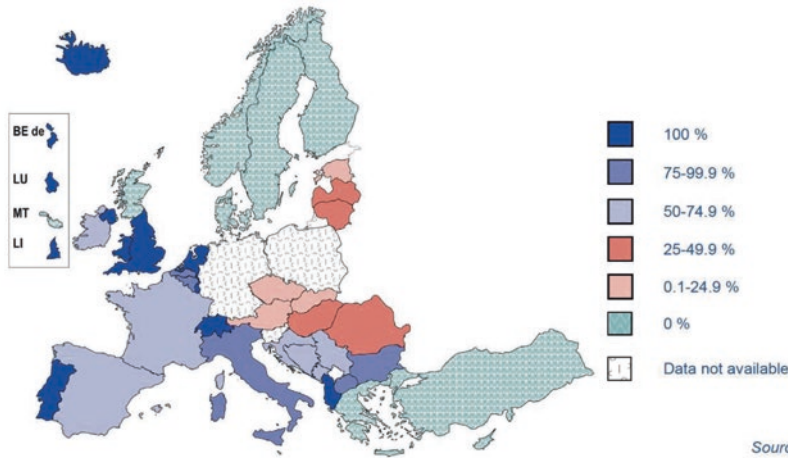 BE de
LU
MT
LI
100 %
75-99.9 %
50-74.9 %
25-49.9 %
0.1-24.9 %
0 %
Data not available